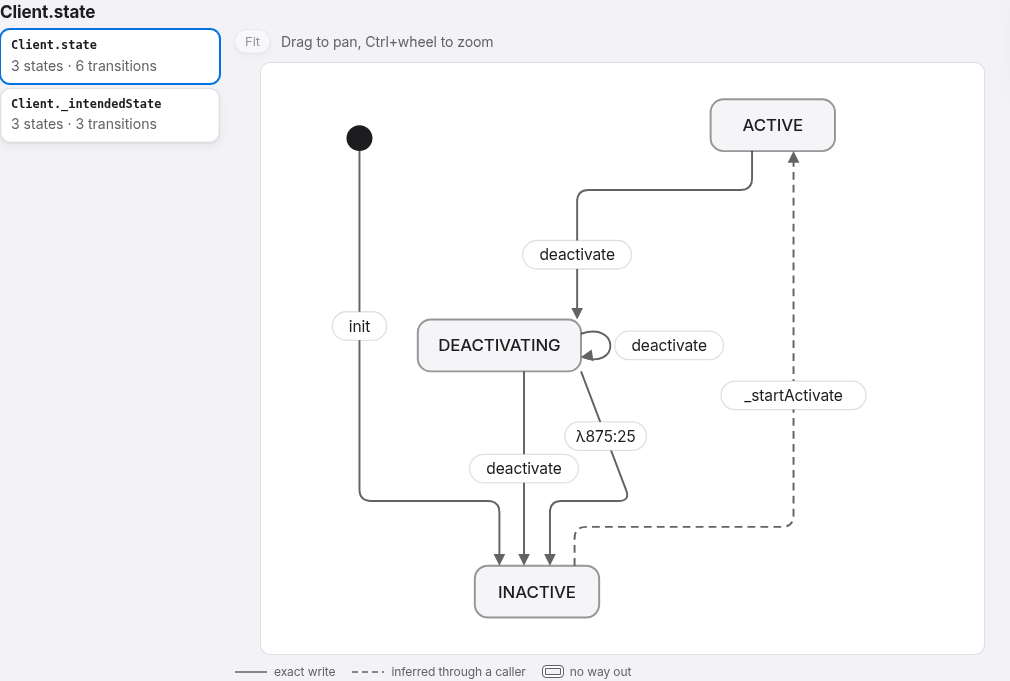 Client.state
Client.state
3 states · 6 transitions
Client._intendedState
3 states · 3 transitions
Fit
Drag to pan, Ctrl+wheel to zoom
ACTIVE
deactivate
init
DEACTIVATING
deactivate
_startActivate
λ875:25
deactivate
INACTIVE
exact write
inferred through a caller
no way out